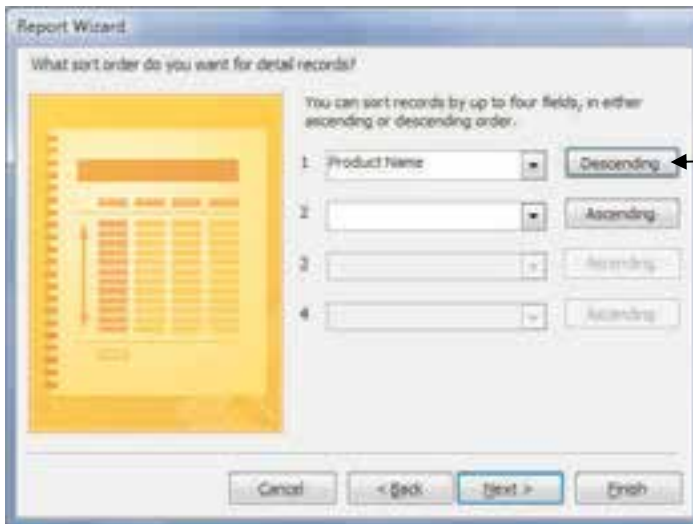 Report Wizard
What sort order do you want for detail records?
You can sort records by up to four fields, in either
ascending or descending order.
1 Product Name Descending
2 Ascending
3 Ascending
4 Ascending
Cancel < Back Next > Finish